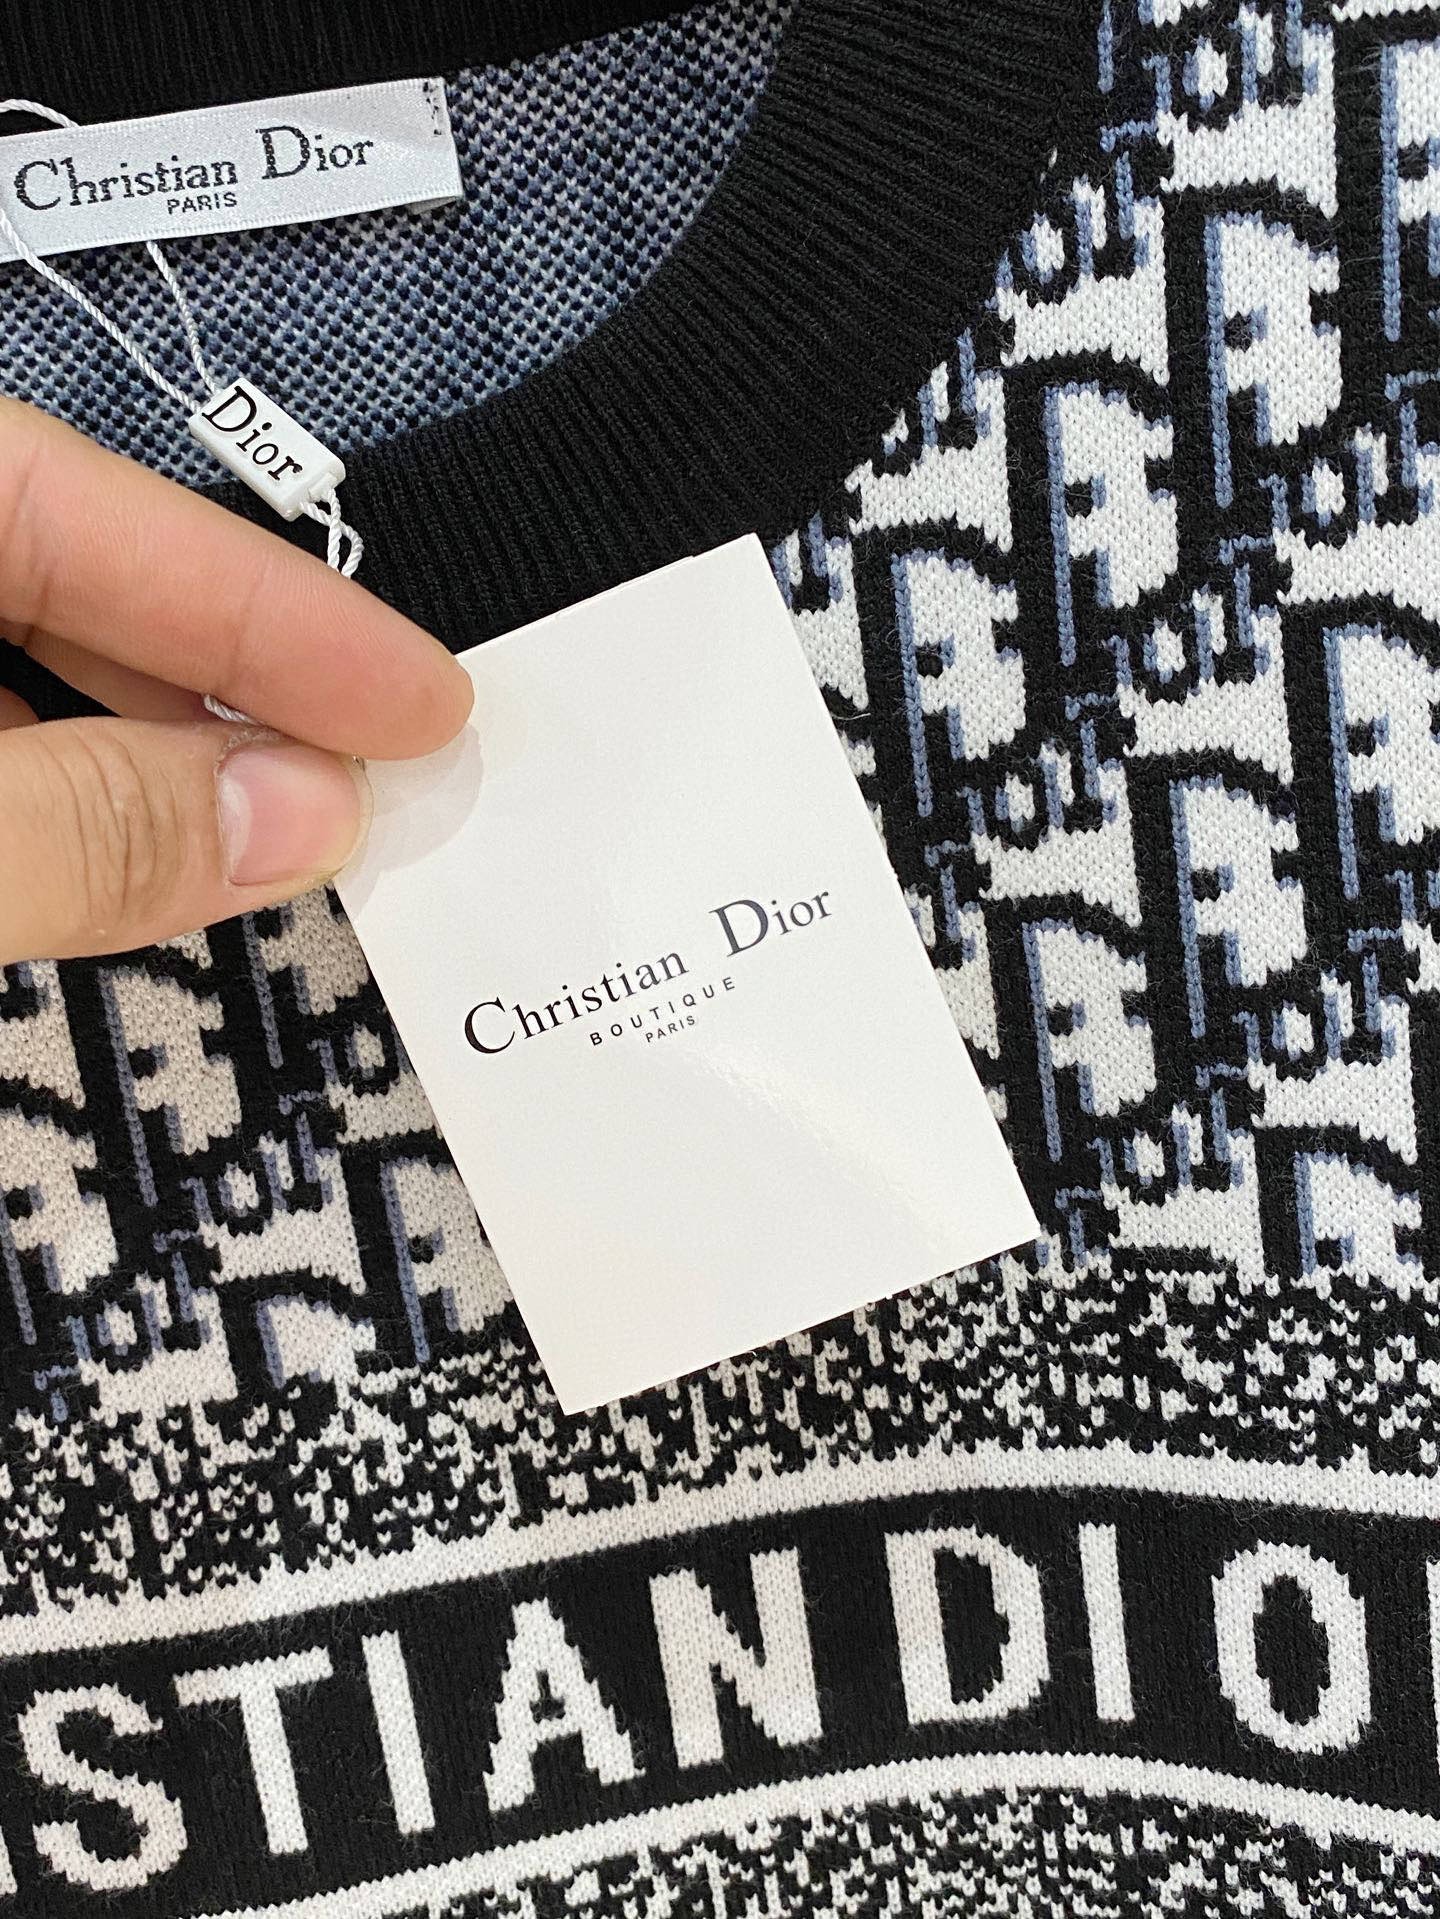 Christian Dior
PARIS
Dior
Christian Dior
BOUTIQUE
PARIS
STIAN DIO